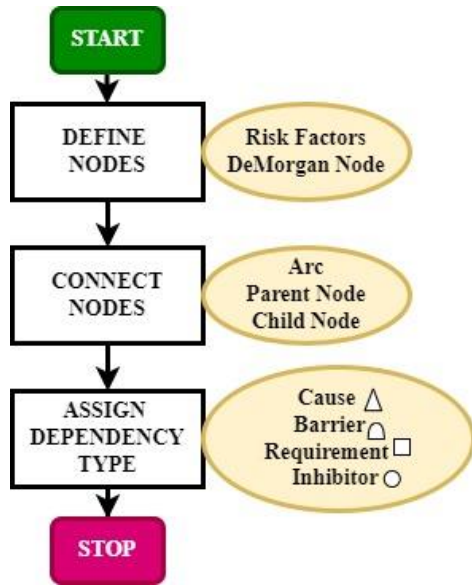 START
DEFINE
NODES
Risk Factors
DeMorgan Node
CONNECT
NODES
Arc
Parent Node
Child Node
ASSIGN
DEPENDENCY
TYPE
Cause
Barrier
Requirement
Inhibitor
STOP